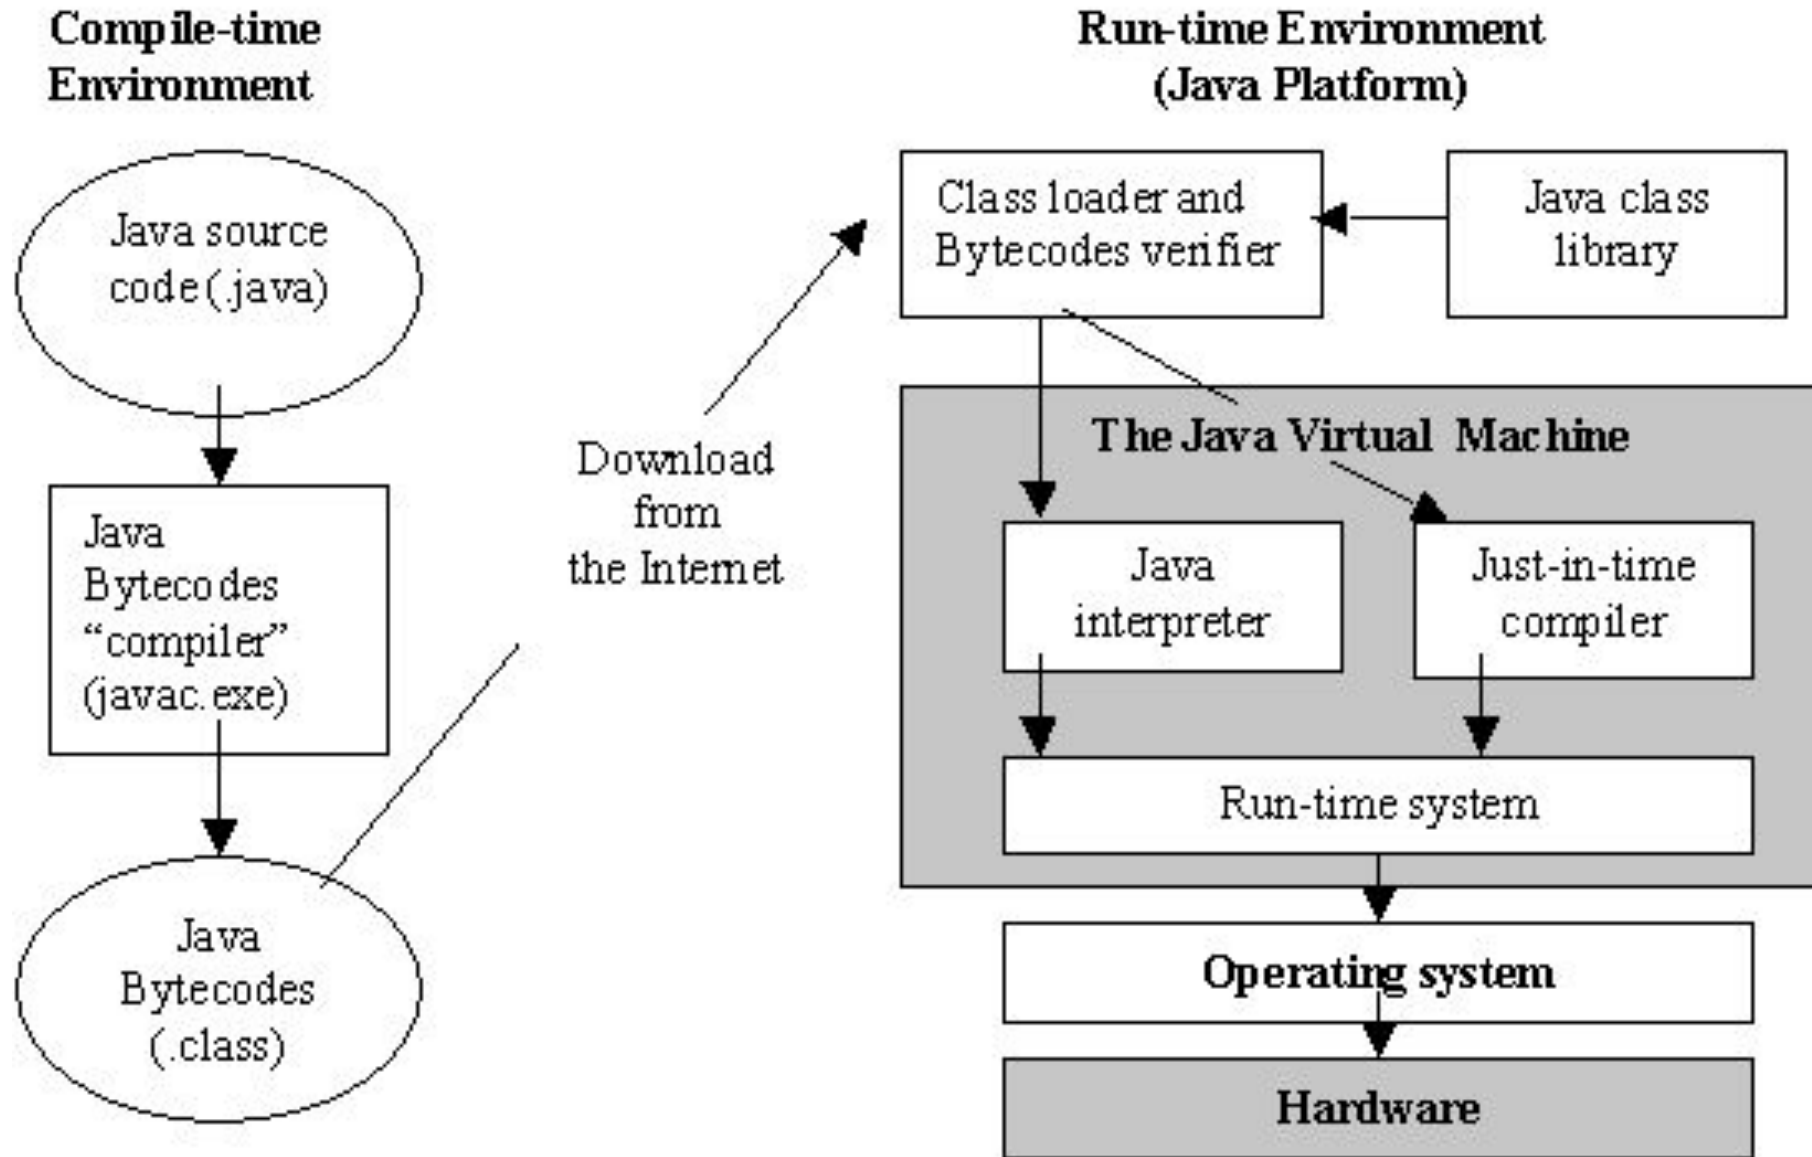 Compile-time
Environment
Java source
code (.java)
Java
Bytecodes
“compiler”
(javac.exe)
Java
Bytecodes
(.class)
Download
from
the Internet
Run-time Environment
(Java Platform)
Class loader and
Bytecodes verifier
Java class
library
The Java Virtual Machine
Java
interpreter
Just-in-time
compiler
Run-time system
Operating system
Hardware